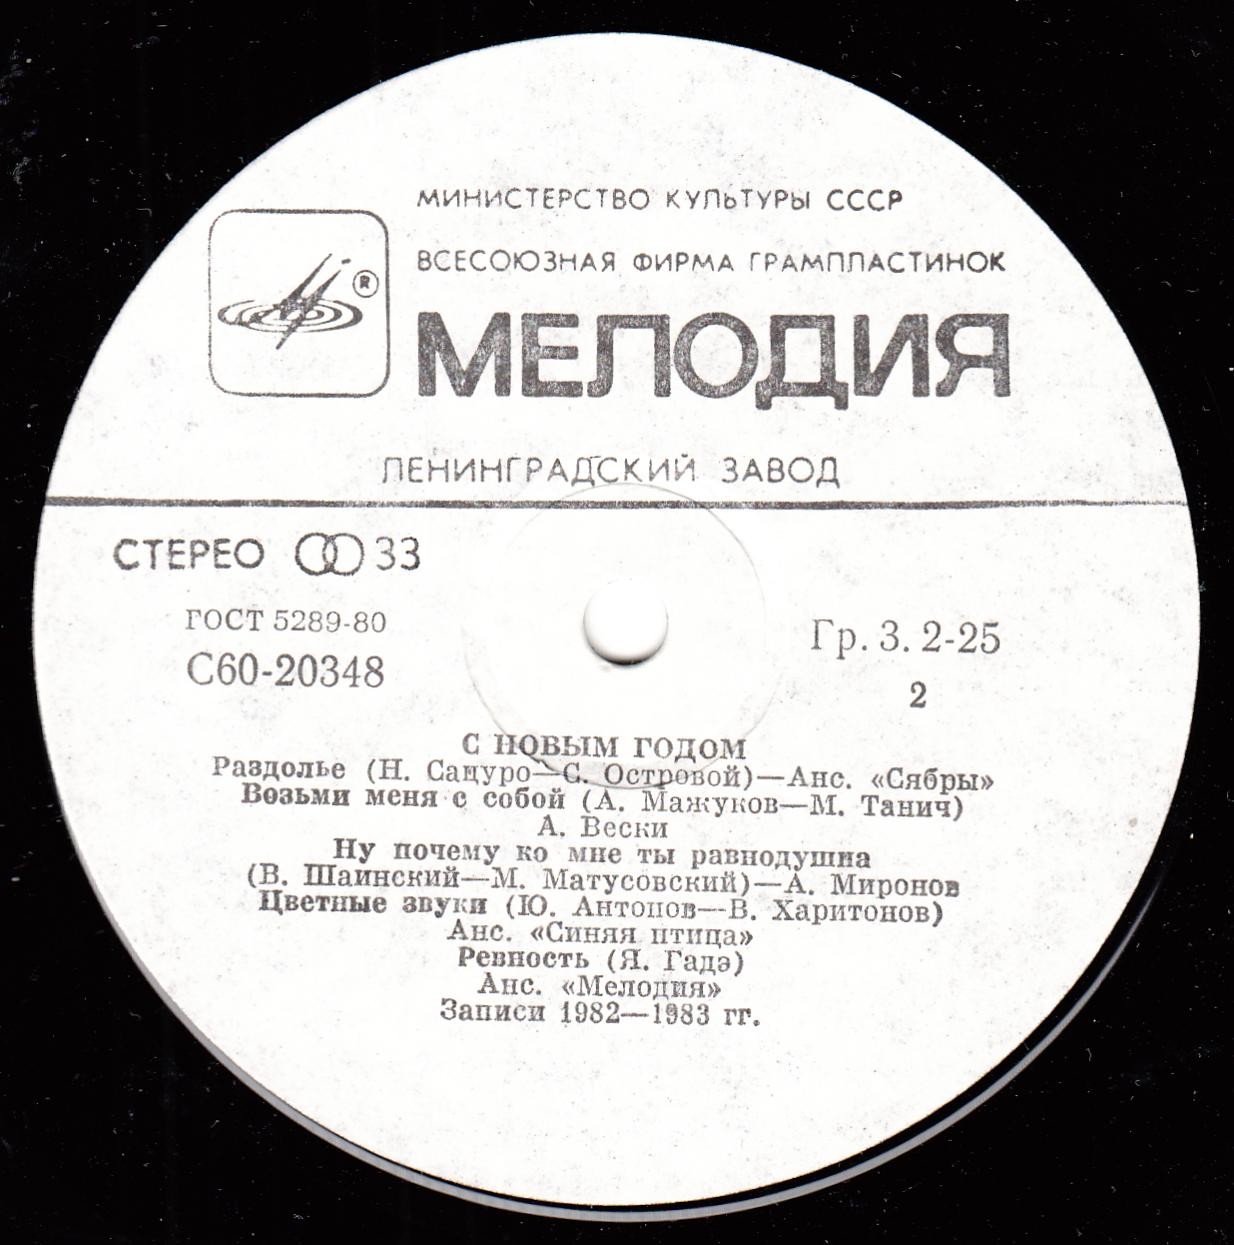 МИНИСТЕРСТВО КУЛЬТУРЫ СССР
ВСЕСОЮЗНАЯ ФИРМА ГРАМПЛАСТИНОК
®
МЕЛОДИЯ
ЛЕНИНГРАДСКИЙ ЗАВОД
СТЕРЕО 33
ГОСТ 5289-80
Гр. 3. 2-25
С60-20348
2
С НОВЫМ ГОДОМ
Раздолье (Н. Сацуро—С. Островой)—Анс. «Сябры»
Возьми меня с собой (А. Мажуков—М. Танич)
А. Вески
Ну почему ко мне ты равнодушна
(В. Шаинский—М. Матусовский)—А. Миронов
Цветные звуки (Ю. Антонов—В. Харитонов)
Анс. «Синяя птица»
Ревность (Я. Гадэ)
Анс. «Мелодия»
Записи 1982—1983 гг.